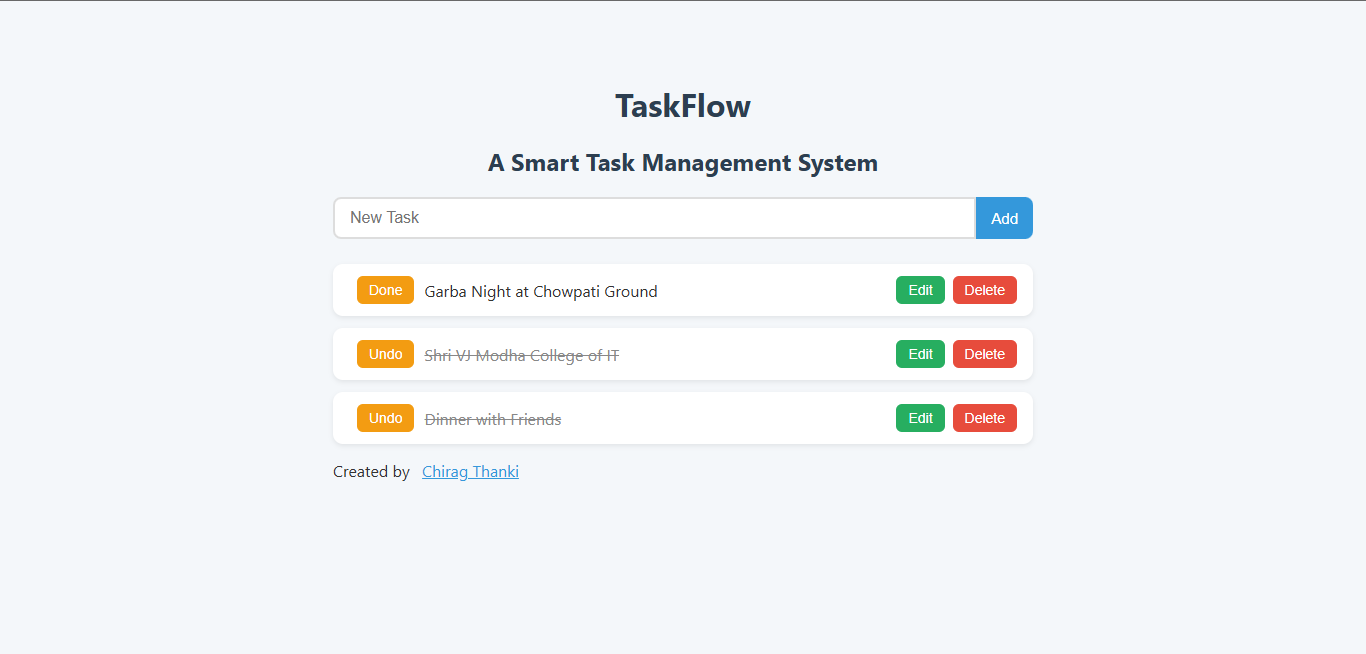 TaskFlow
A Smart Task Management System
New Task Add
Done Garba Night at Chowpati Ground Edit Delete
Undo Shri VJ Modha College of IT Edit Delete
Undo Dinner with Friends Edit Delete
Created by Chirag Thanki